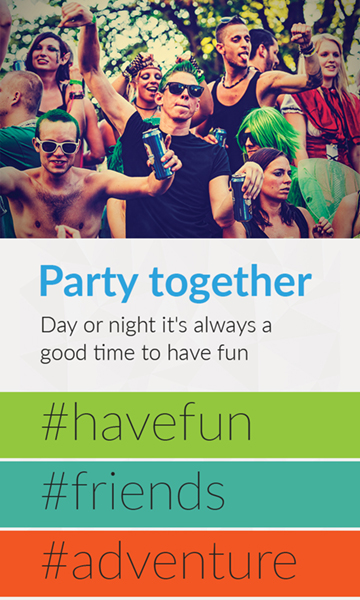 Party together
Day or night it's always a
good time to have fun
#havefun
#friends
#adventure